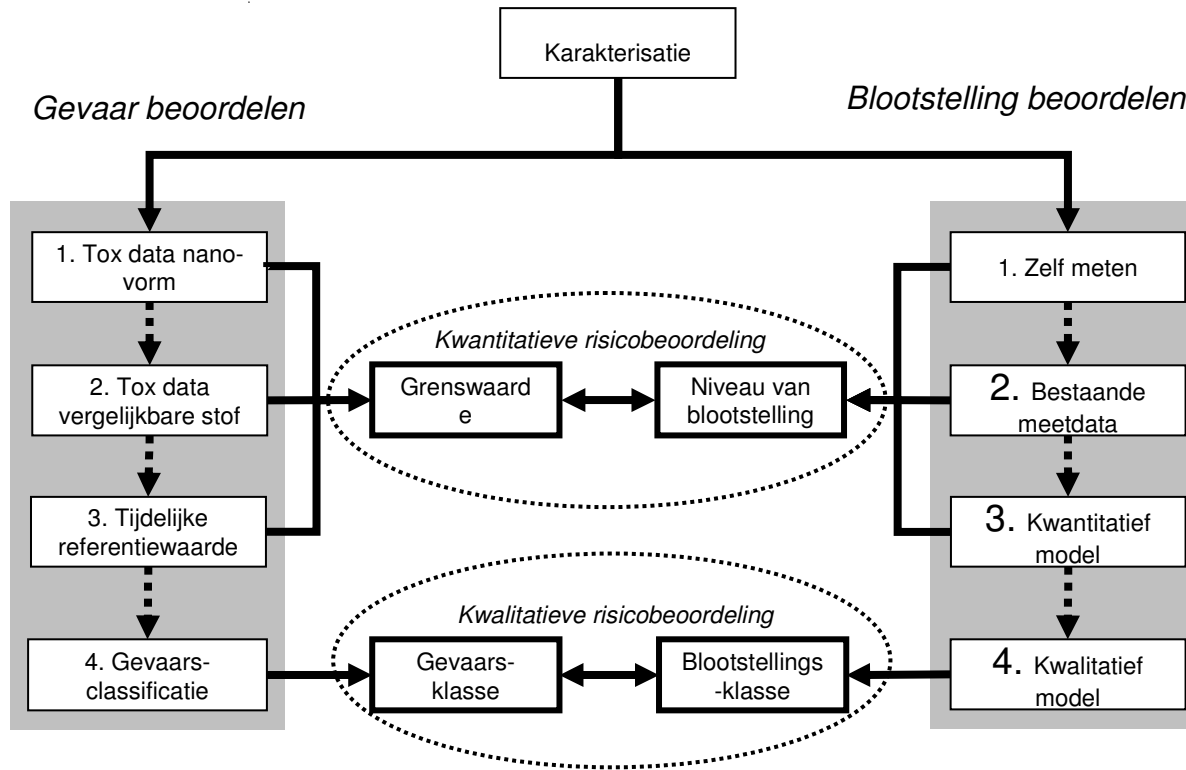 Karakterisatie
Gevaar beoordelen
Blootstelling beoordelen
1. Tox data nano-
vorm
2. Tox data
vergelijkbare stof
3. Tijdelijke
referentiewaarde
4. Gevaars-
classificatie
Kwantitatieve risicobeoordeling
Grenswaard
e
Niveau van
blootstelling
Kwalitatieve risicobeoordeling
Gevaars-
klasse
Blootstellings
-klasse
1. Zelf meten
2. Bestaande
meetdata
3. Kwantitatief
model
4. Kwalitatief
model